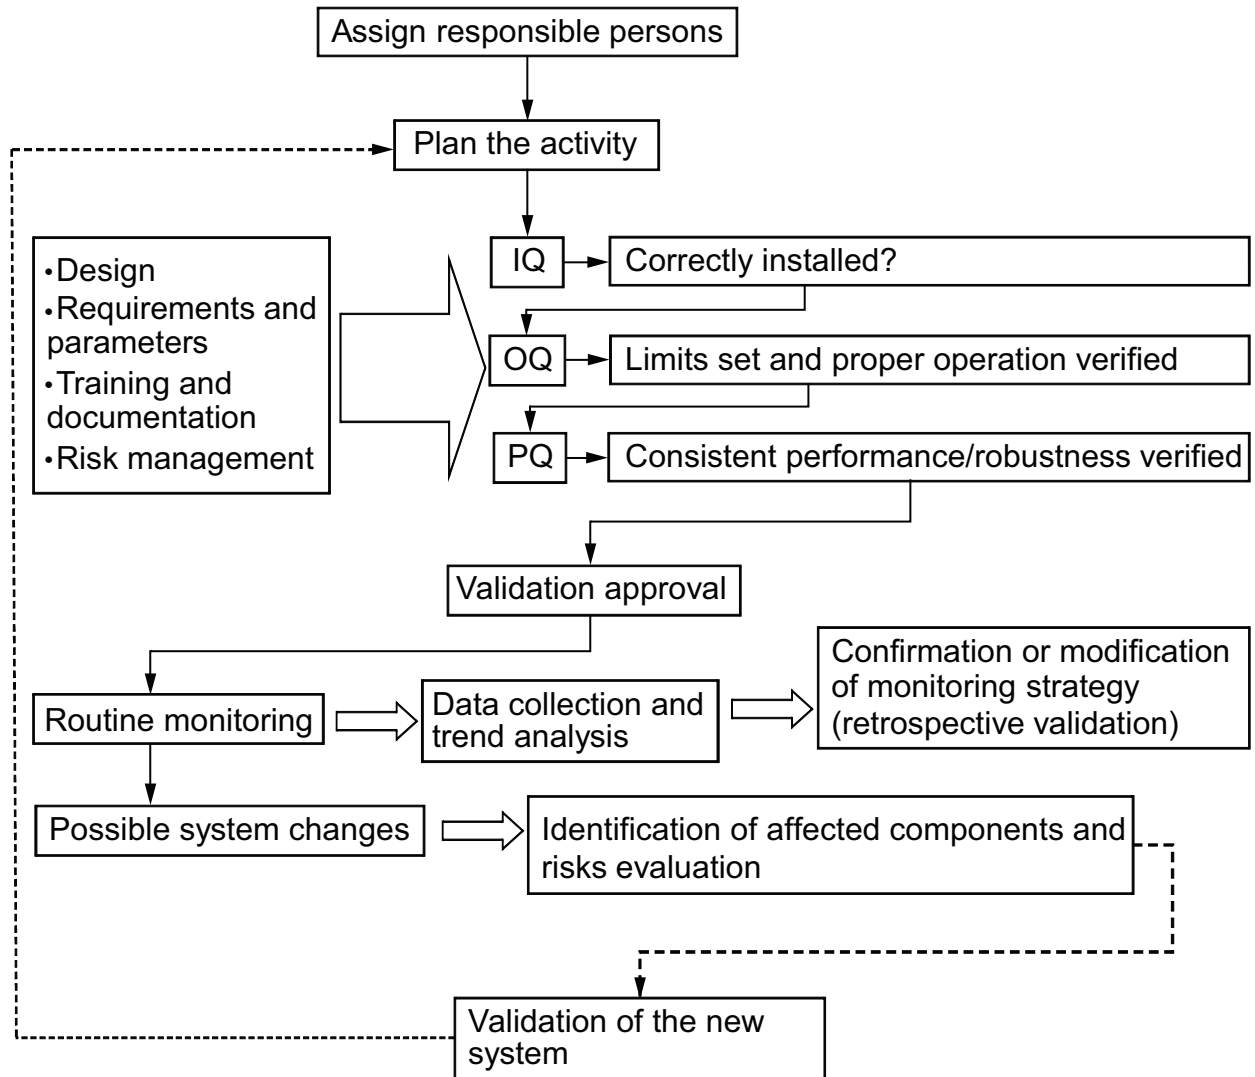 Assign responsible persons
Plan the activity
•Design
•Requirements and
parameters
•Training and
documentation
•Risk management
IQ
Correctly installed?
OQ
Limits set and proper operation verified
PQ
Consistent performance/robustness verified
Validation approval
Routine monitoring
Data collection and
trend analysis
Confirmation or modification
of monitoring strategy
(retrospective validation)
Possible system changes
Identification of affected components and
risks evaluation
Validation of the new
system